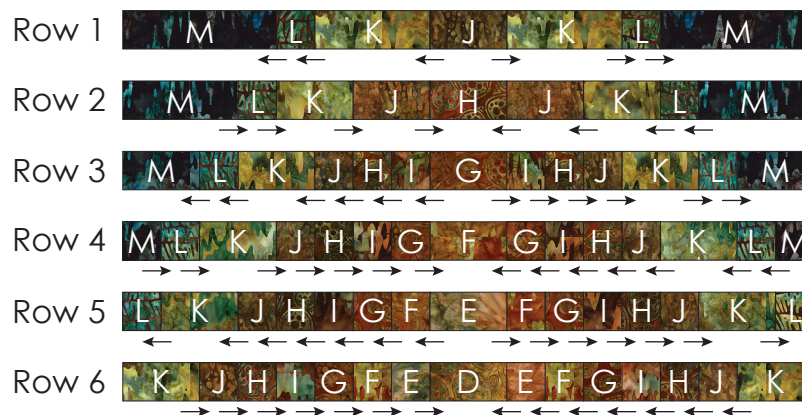 Row 1 M L K J K L M
Row 2 M L K J H J K L M
Row 3 M L K J H I G I H J K L M
Row 4 M L K J H I G F G I H J K L M
Row 5 L K J H I G F E F G I H J K L
Row 6 K J H I G F E D E F G I H J K